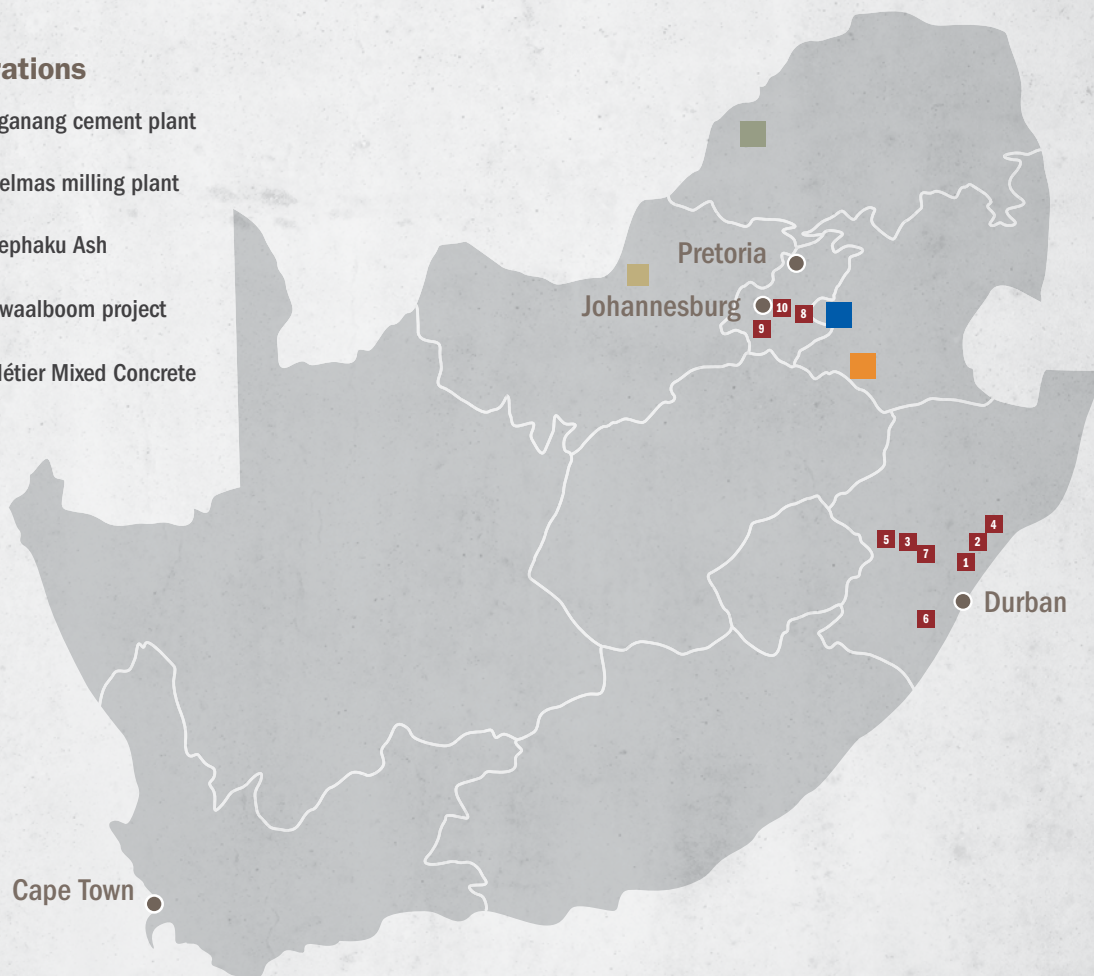 rations
ganang cement plant
elmas milling plant
ephaku Ash
waalboom project
létier Mixed Concrete
Pretoria
Johannesburg
10
8
9
4
5
3
2
7
1
Durban
6
Cape Town